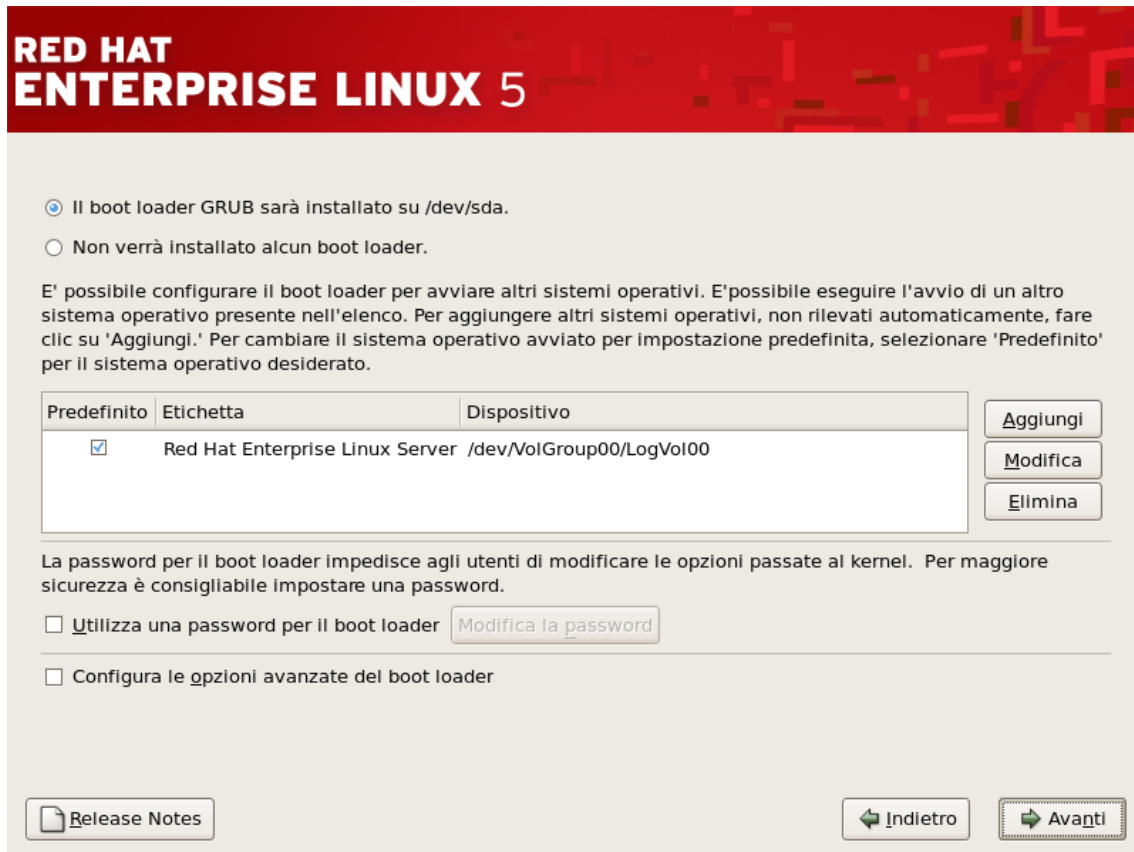 RED HAT
ENTERPRISE LINUX 5
Il boot loader GRUB sarà installato su /dev/sda.
Non verrà installato alcun boot loader.
E' possibile configurare il boot loader per avviare altri sistemi operativi. E'possibile eseguire l'avvio di un altro
sistema operativo presente nell'elenco. Per aggiungere altri sistemi operativi, non rilevati automaticamente, fare
clic su 'Aggiungi.' Per cambiare il sistema operativo avviato per impostazione predefinita, selezionare 'Predefinito'
per il sistema operativo desiderato.
Predefinito Etichetta Dispositivo
Red Hat Enterprise Linux Server /dev/VolGroup00/LogVol00
Aggiungi
Modifica
Elimina
La password per il boot loader impedisce agli utenti di modificare le opzioni passate al kernel. Per maggiore
sicurezza è consigliabile impostare una password.
Utilizza una password per il boot loader Modifica la password
Configura le opzioni avanzate del boot loader
Release Notes Indietro Avanti